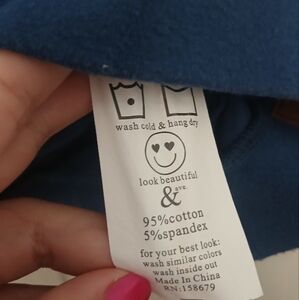 wash cold & hang dry
look beautiful
& ave.
95%cotton
5%spandex
for your best look:
wash similar colors
wash inside out
Made In China
RN:158679